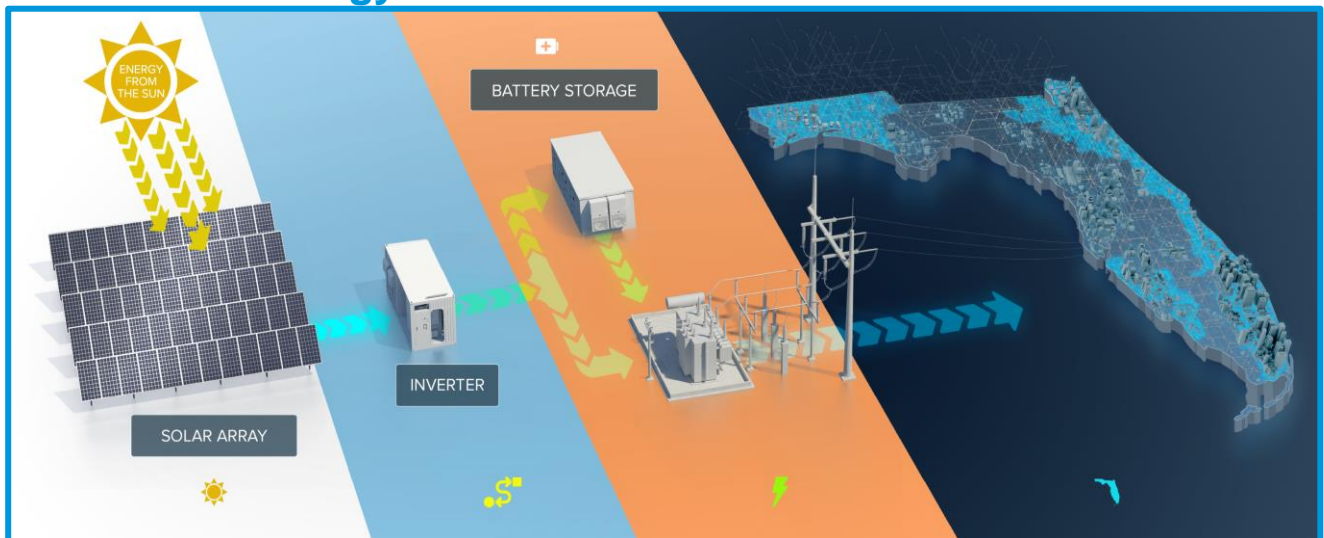 ENERGY
FROM
THE SUN
BATTERY STORAGE
INVERTER
SOLAR ARRAY